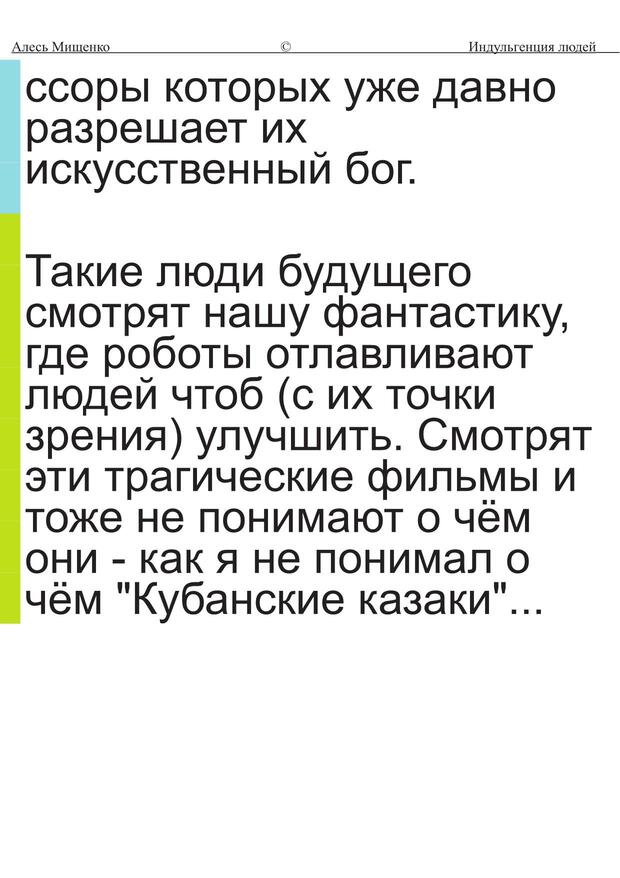 Алесь Мищенко © Индульгенция людей
ссоры которых уже давно
разрешает их
искусственный бог.
Такие люди будущего
смотрят нашу фантастику,
где роботы отлавливают
людей чтоб (с их точки
зрения) улучшить. Смотрят
эти трагические фильмы и
тоже не понимают о чём
они - как я не понимал о
чём "Кубанские казаки"...